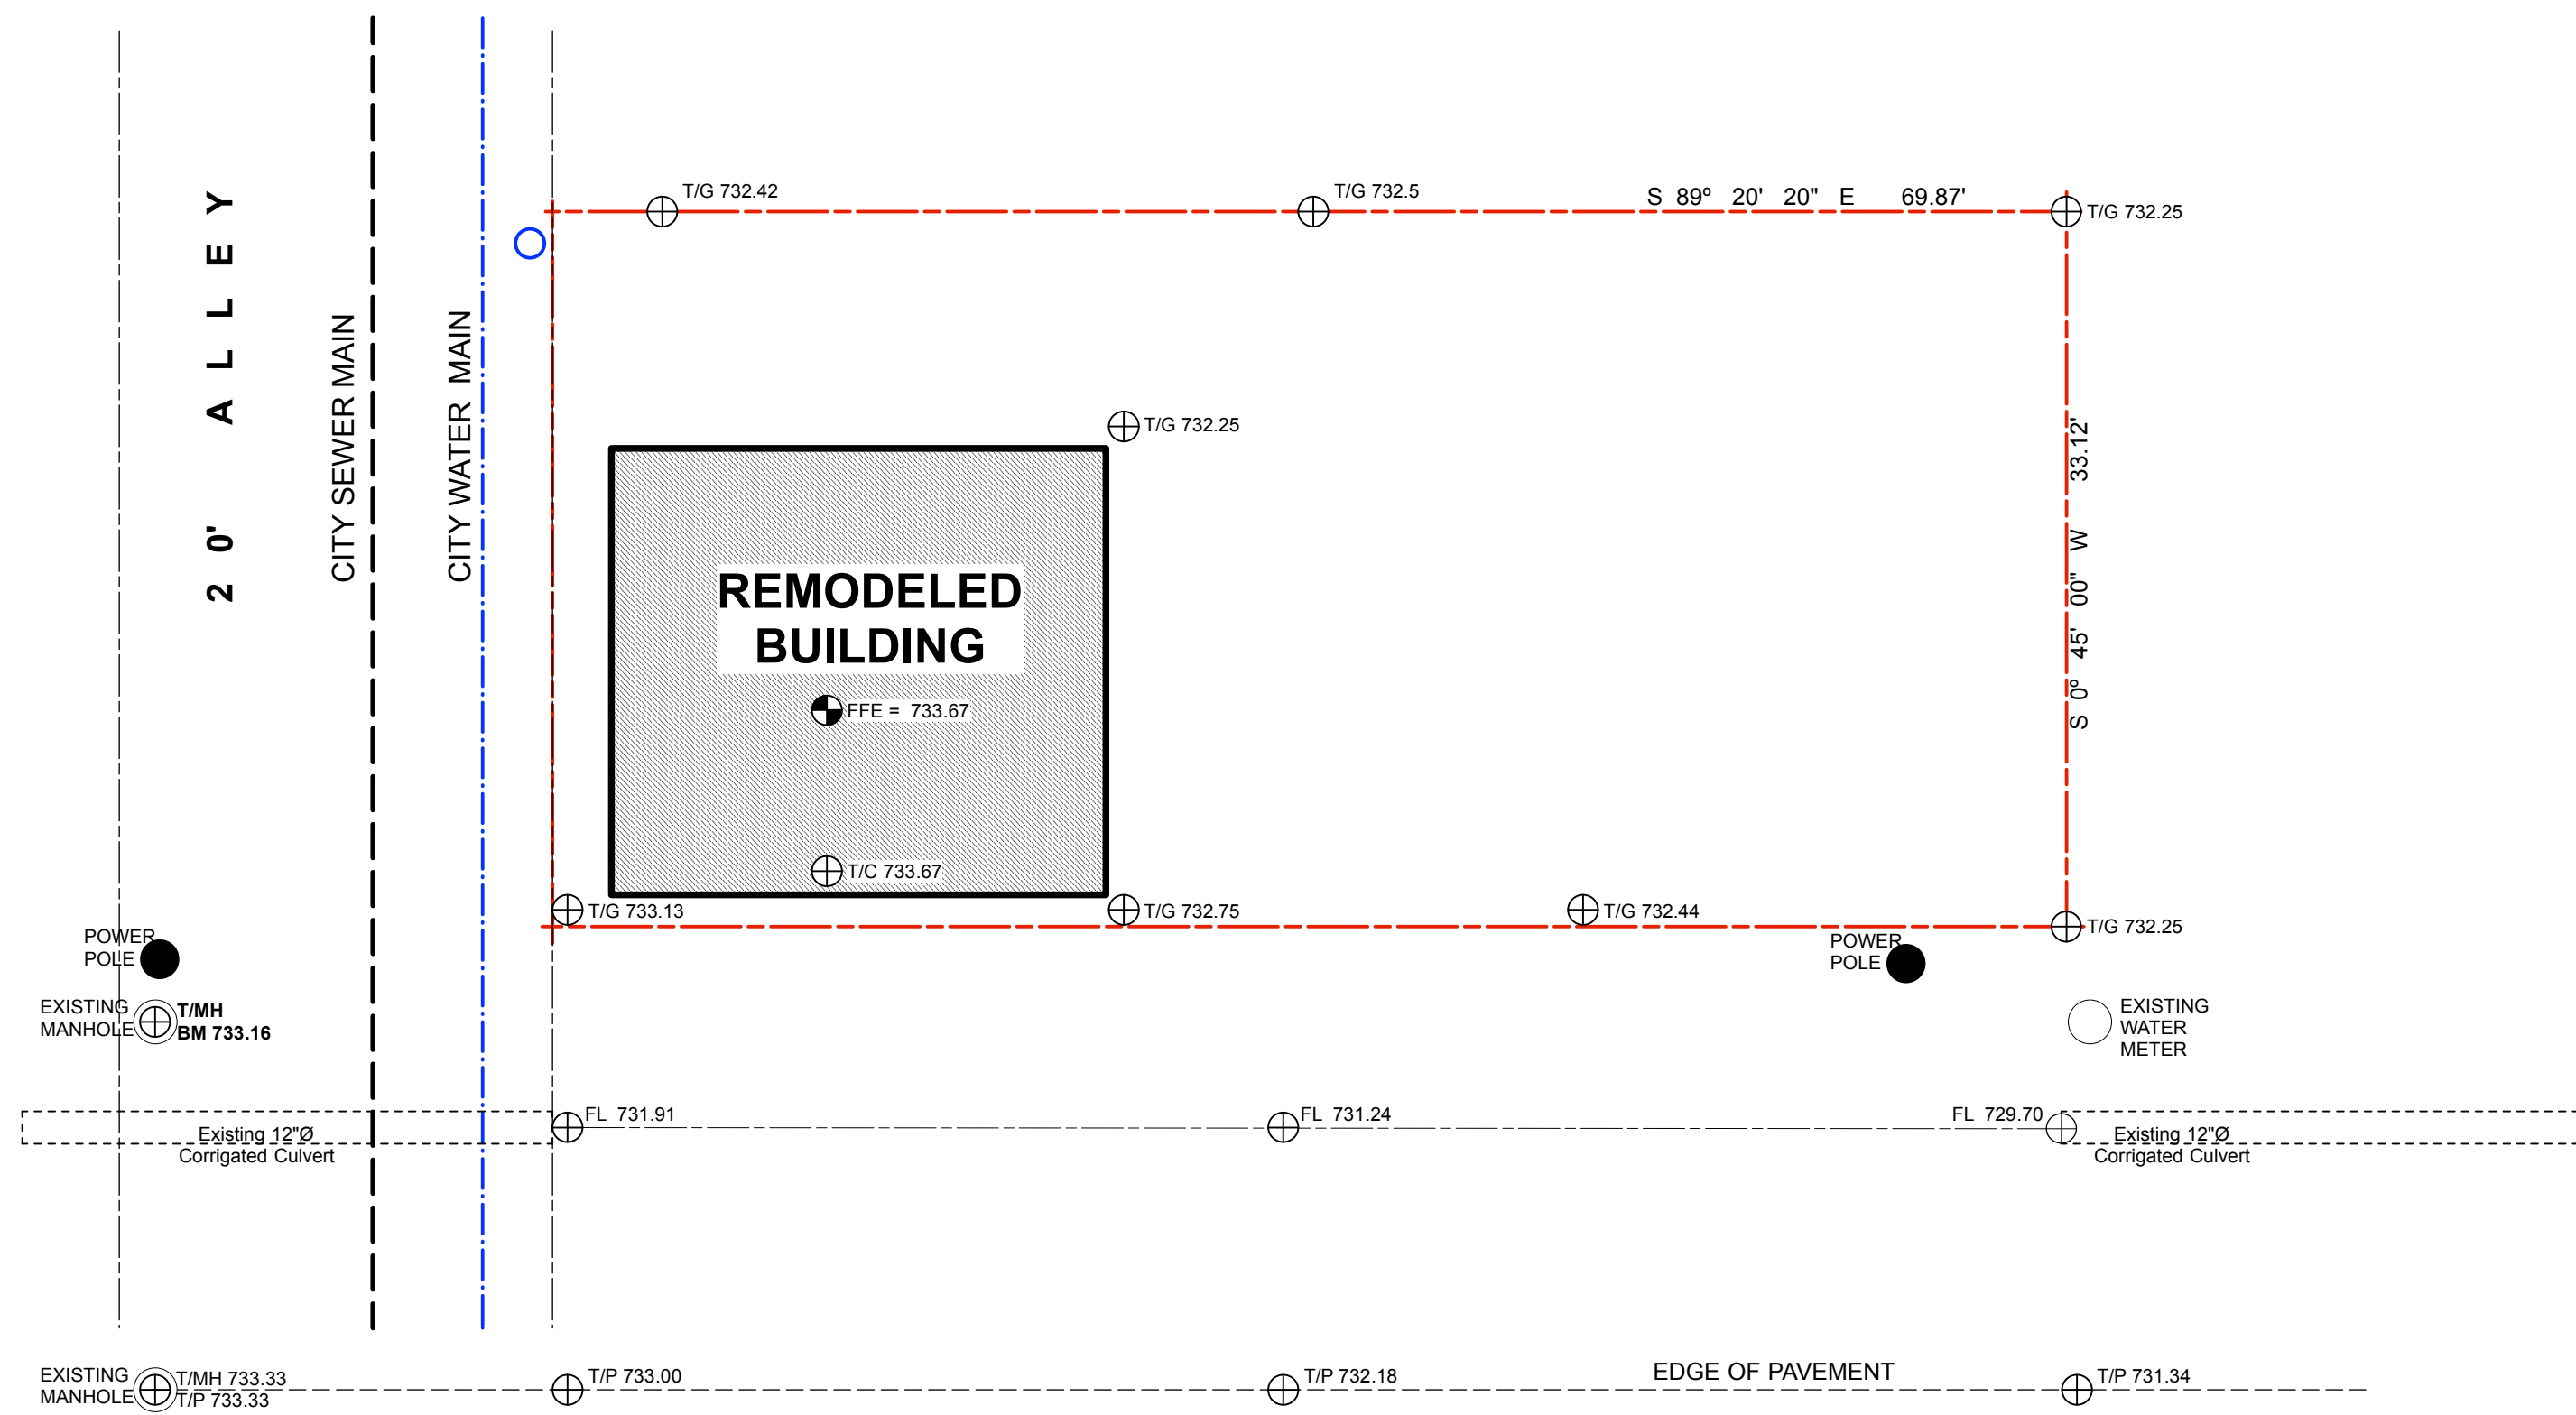 T/G 732.42
T/G 732.5
S 89º 20' 20" E 69.87'
T/G 732.25
20' ALLEY
CITY SEWER MAIN
CITY WATER MAIN
T/G 732.25
S 0º 45' 00" W 33.12'
REMODELED
BUILDING
FFE = 733.67
T/C 733.67
T/G 733.13
T/G 732.75
T/G 732.44
T/G 732.25
POWER
POLE
POWER
POLE
EXISTING
MANHOLE
T/MH
BM 733.16
EXISTING
WATER
METER
FL 731.91
FL 731.24
FL 729.70
Existing 12"Ø
Corrigated Culvert
Existing 12"Ø
Corrigated Culvert
EXISTING
MANHOLE
T/MH 733.33
T/P 733.33
T/P 733.00
T/P 732.18
EDGE OF PAVEMENT
T/P 731.34